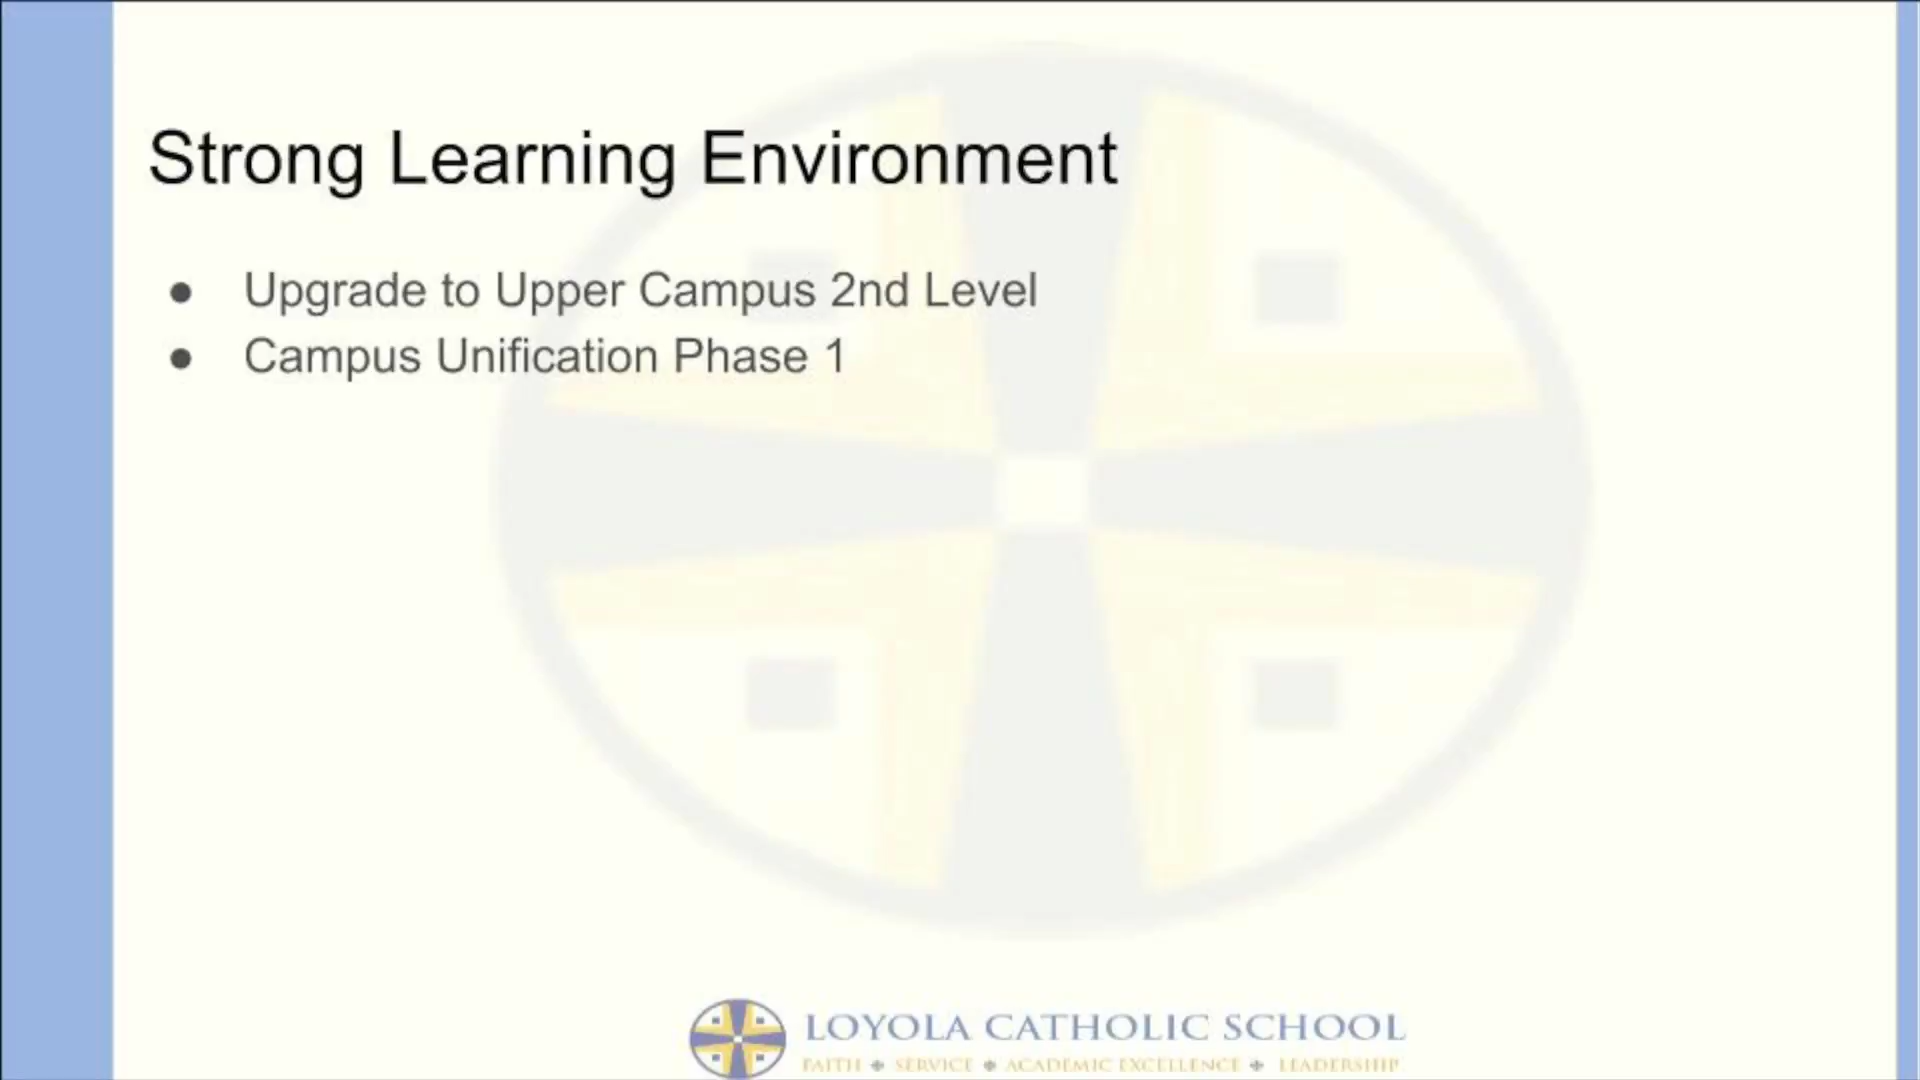 Strong Learning Environment
● Upgrade to Upper Campus 2nd Level
● Campus Unification Phase 1
LOYOLA CATHOLIC SCHOOL
FAITH ✦ SERVICE ✦ ACADEMIC EXCELLENCE ✦ LEADERSHIP